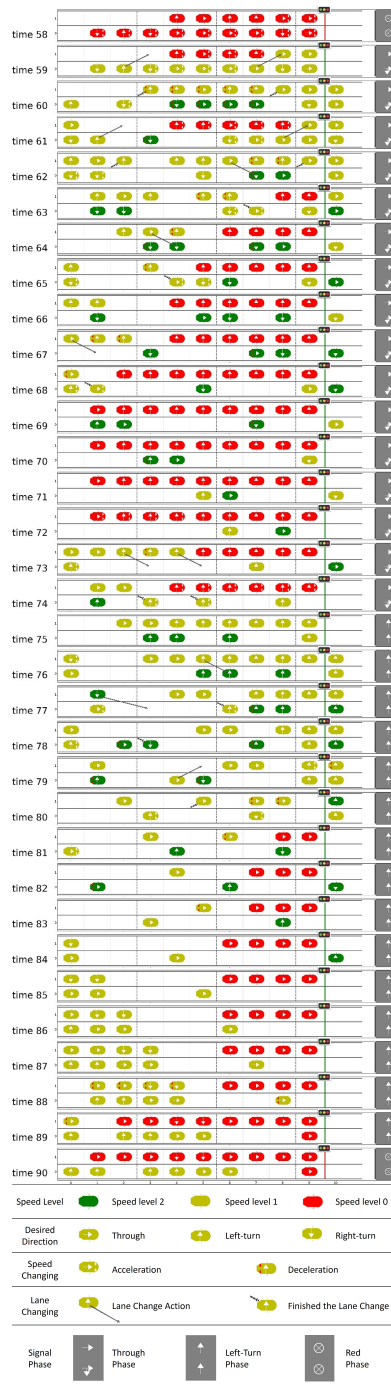 time 58
time 59
time 60
time 61
time 62
time 63
time 64
time 65
time 66
time 67
time 68
time 69
time 70
time 71
time 72
time 73
time 74
time 75
time 76
time 77
time 78
time 79
time 80
time 81
time 82
time 83
time 84
time 85
time 86
time 87
time 88
time 89
time 90
Speed Level Speed level 2 Speed level 1 Speed level 0
Desired Direction Through Left-turn Right-turn
Speed Changing Acceleration Deceleration
Lane Changing Lane Change Action Finished the Lane Change
Signal Phase Through Phase Left-Turn Phase Red Phase